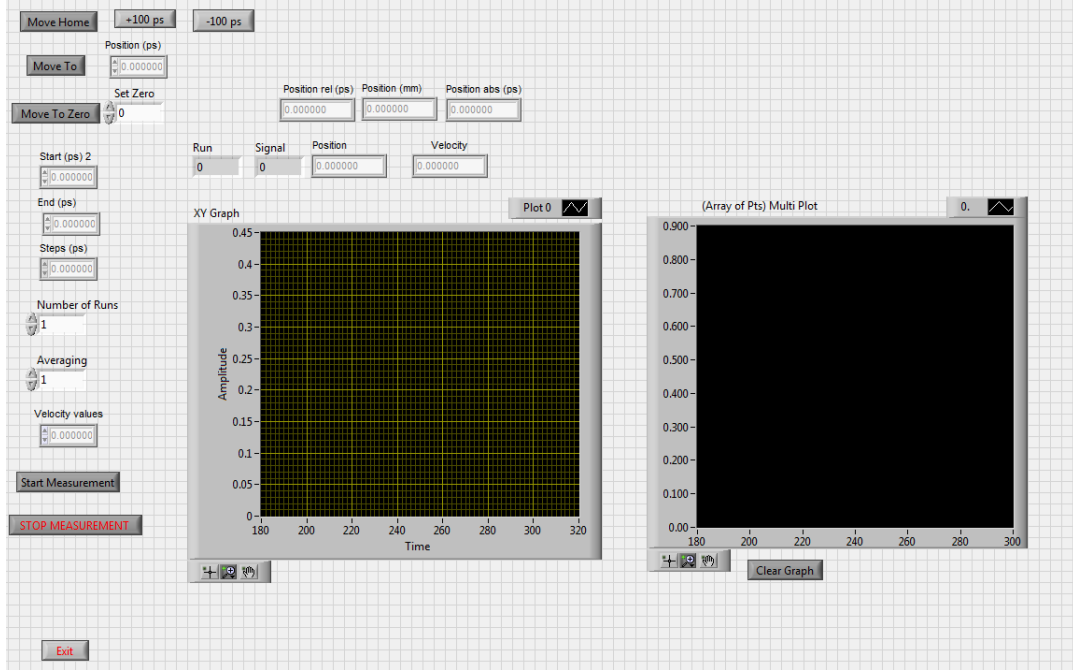 Move Home
+100 ps
-100 ps
Position (ps)
Move To
0.000000
Set Zero
Move To Zero
0
Position rel (ps)
Position (mm)
Position abs (ps)
0.000000
0.000000
0.000000
Run
Signal
Position
Velocity
0
0
0.000000
0.000000
Start (ps) 2
0.000000
End (ps)
0.000000
Steps (ps)
0.000000
Number of Runs
1
Averaging
1
Velocity values
0.000000
Start Measurement
STOP MEASUREMENT
Exit
XY Graph
Plot 0
0.45
0.4
0.35
0.3
0.25
0.2
0.15
0.1
0.05
0
Amplitude
180 200 220 240 260 280 300 320
Time
(Array of Pts) Multi Plot
0.
0.900
0.800
0.700
0.600
0.500
0.400
0.300
0.200
0.100
0.00
180 200 220 240 260 280 300
Clear Graph